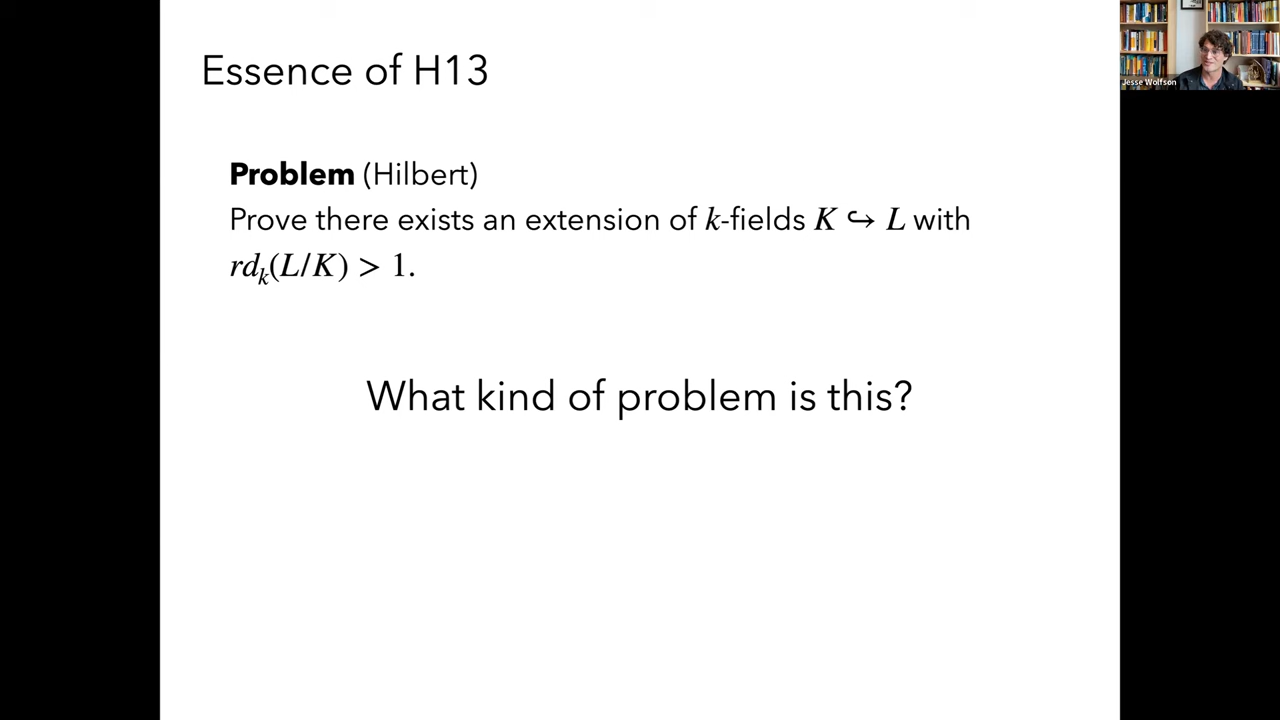 Essence of H13
Jesse Wolfson
Problem (Hilbert)
Prove there exists an extension of k-fields K ↪ L with
rd_k(L/K) > 1.
What kind of problem is this?